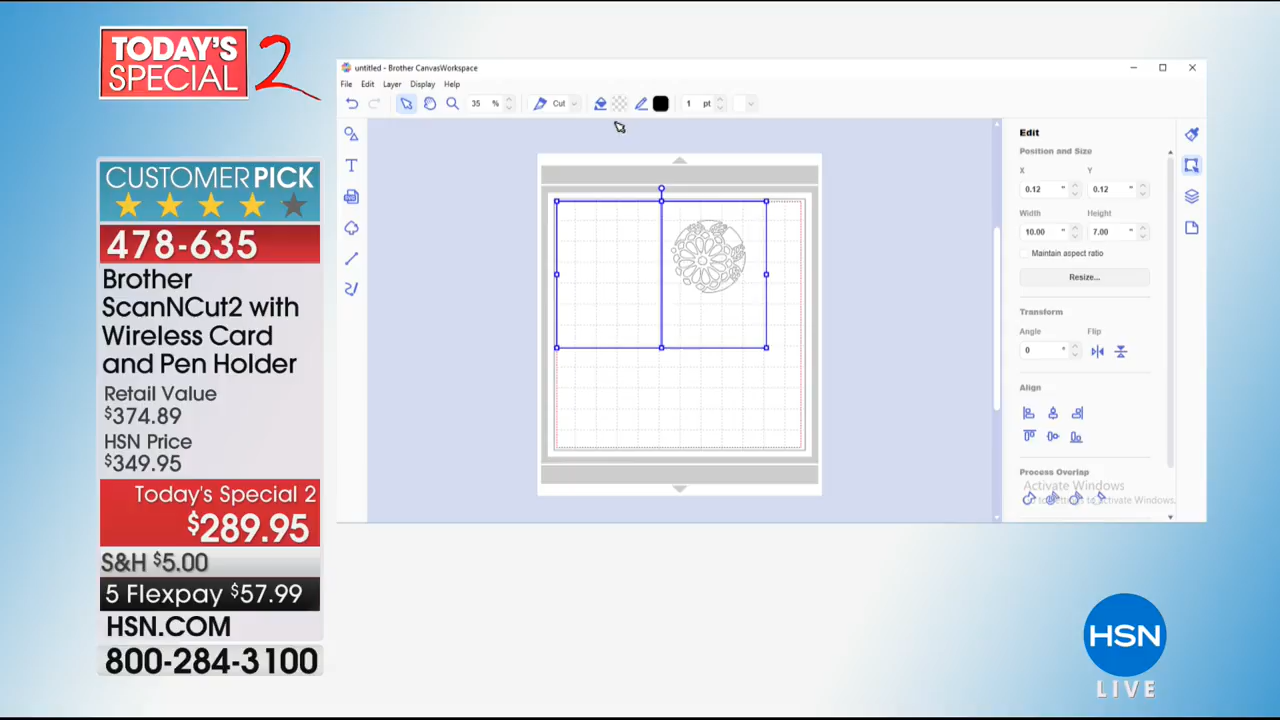 TODAY'S
SPECIAL 2
CUSTOMER PICK
478-635
Brother
ScanNCut2 with
Wireless Card
and Pen Holder
Retail Value
$374.89
HSN Price
$349.95
Today's Special 2
$289.95
S&H $5.00
5 Flexpay $57.99
HSN.COM
800-284-3100
untitled - Brother CanvasWorkspace
File Edit Layer Display Help
35 % Cut 1 pt
T
Edit
Position and Size
X Y
0.12 " 0.12 "
Width Height
10.00 " 7.00 "
Maintain aspect ratio
Resize...
Transform
Angle Flip
0 °
Align
Process Overlap
Activate Windows
to Activate Windows.
HSN
LIVE